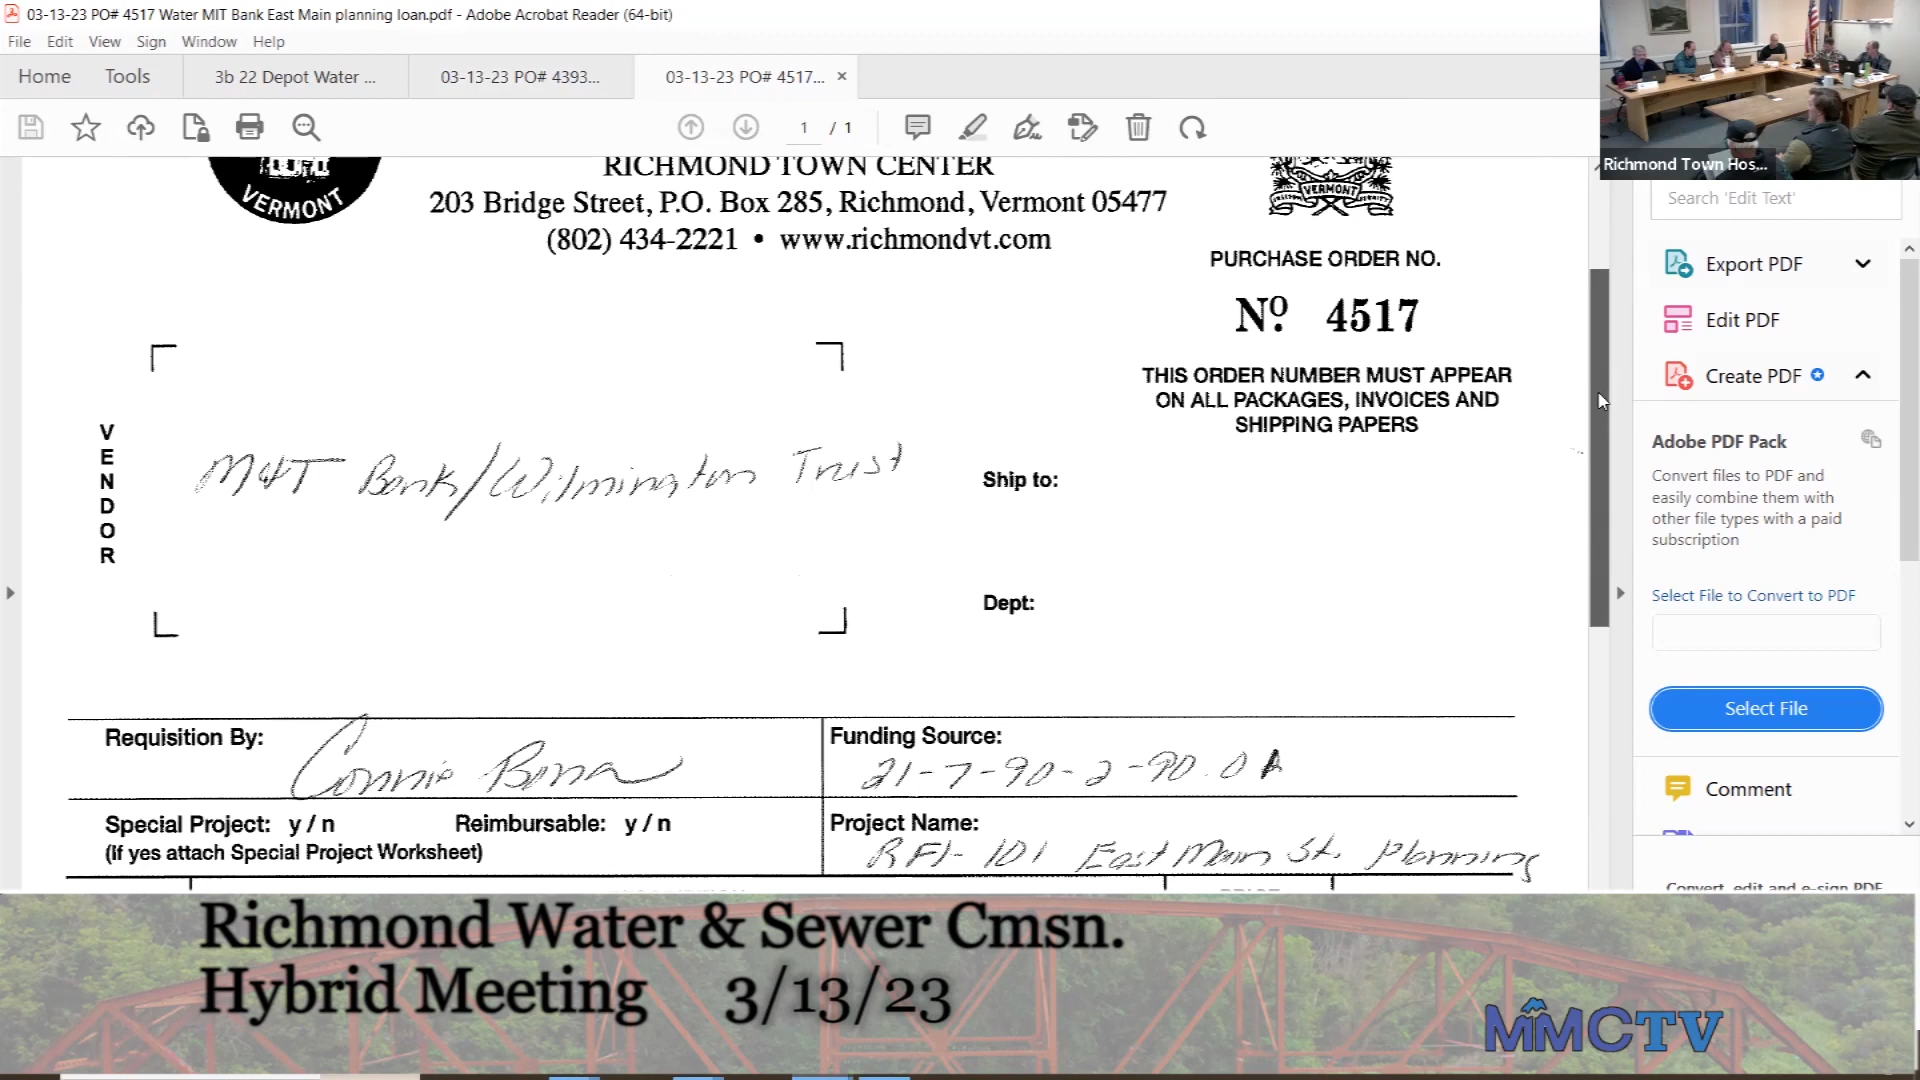 03-13-23 PO# 4517 Water MIT Bank East Main planning loan.pdf - Adobe Acrobat Reader (64-bit)
File Edit View Sign Window Help
Home Tools 3b 22 Depot Water ... 03-13-23 PO# 4393... 03-13-23 PO# 4517... ×
1 / 1
Richmond Town Hos...
VERMONT
RICHMOND TOWN CENTER
203 Bridge Street, P.O. Box 285, Richmond, Vermont 05477
(802) 434-2221 • www.richmondvt.com
VERMONT
PURCHASE ORDER NO.
Nº. 4517
THIS ORDER NUMBER MUST APPEAR
ON ALL PACKAGES, INVOICES AND
SHIPPING PAPERS
VENDOR
M&T Bank/Wilmington Trust
Ship to:
Dept:
Requisition By: Connie Bona
Funding Source:
21-7-90-2-90.0A
Special Project: y / n Reimbursable: y / n
(If yes attach Special Project Worksheet)
Project Name:
RF1-101 East Main St. Planning
Search 'Edit Text'
Export PDF
Edit PDF
Create PDF
Adobe PDF Pack
Convert files to PDF and
easily combine them with
other file types with a paid
subscription
Select File to Convert to PDF
Select File
Comment
Convert, edit and e-sign PDF
Richmond Water & Sewer Cmsn.
Hybrid Meeting 3/13/23
MMCTV